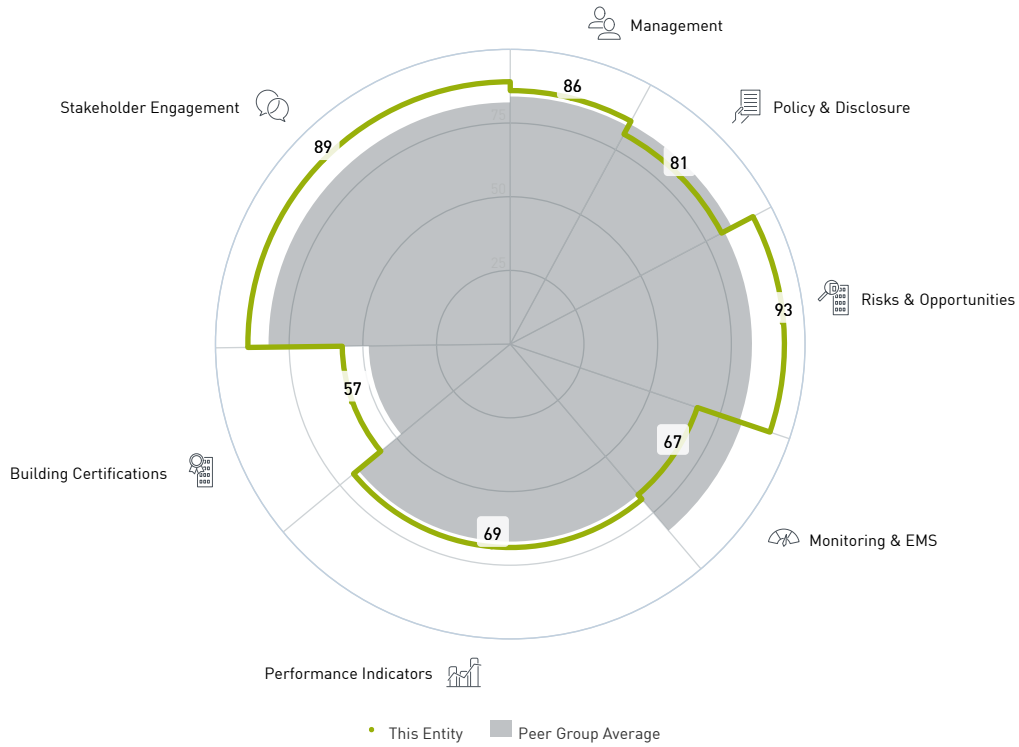 Management
86
Stakeholder Engagement
Policy & Disclosure
75
89
81
50
25
Risks & Opportunities
93
57
67
Building Certifications
69
Monitoring & EMS
Performance Indicators
This Entity
Peer Group Average